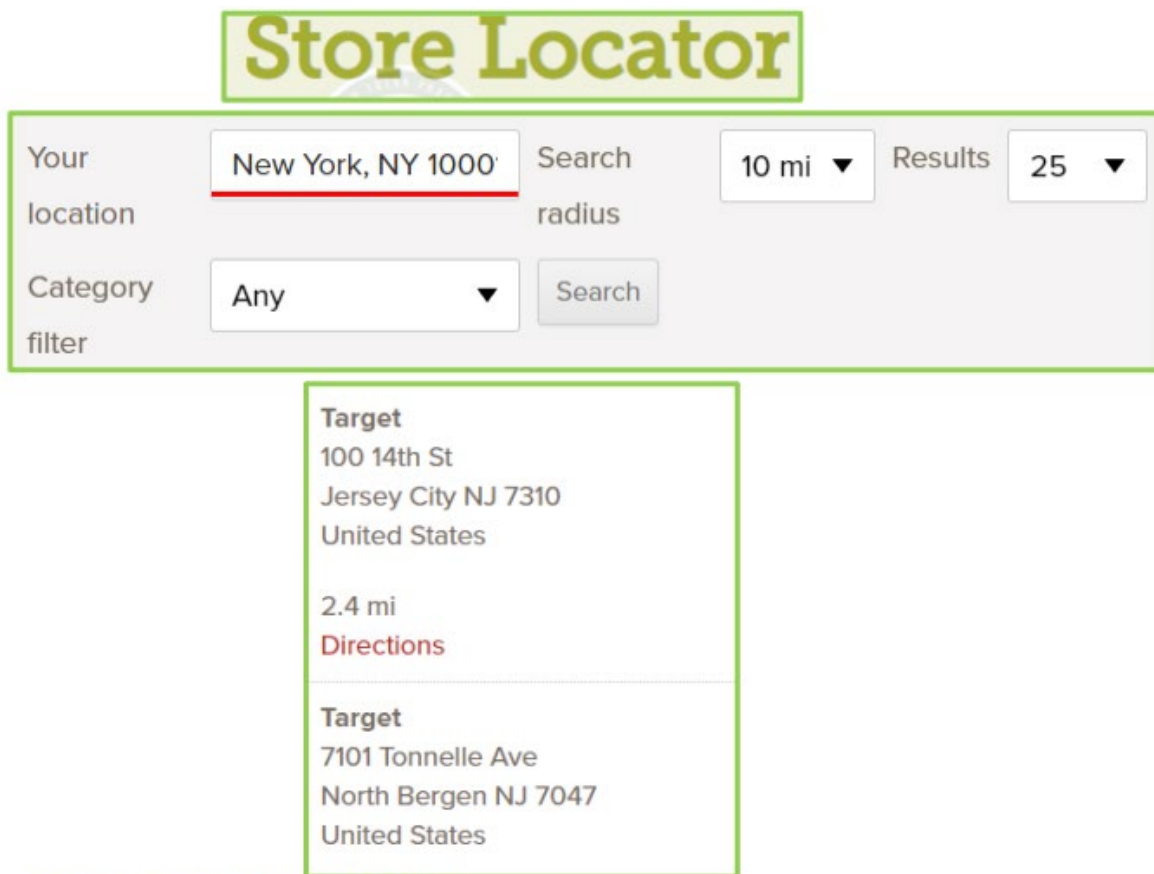 Store Locator
Your location
New York, NY 1000
Search radius
10 mi
Results
25
Category filter
Any
Search
Target
100 14th St
Jersey City NJ 7310
United States
2.4 mi
Directions
Target
7101 Tonnelle Ave
North Bergen NJ 7047
United States